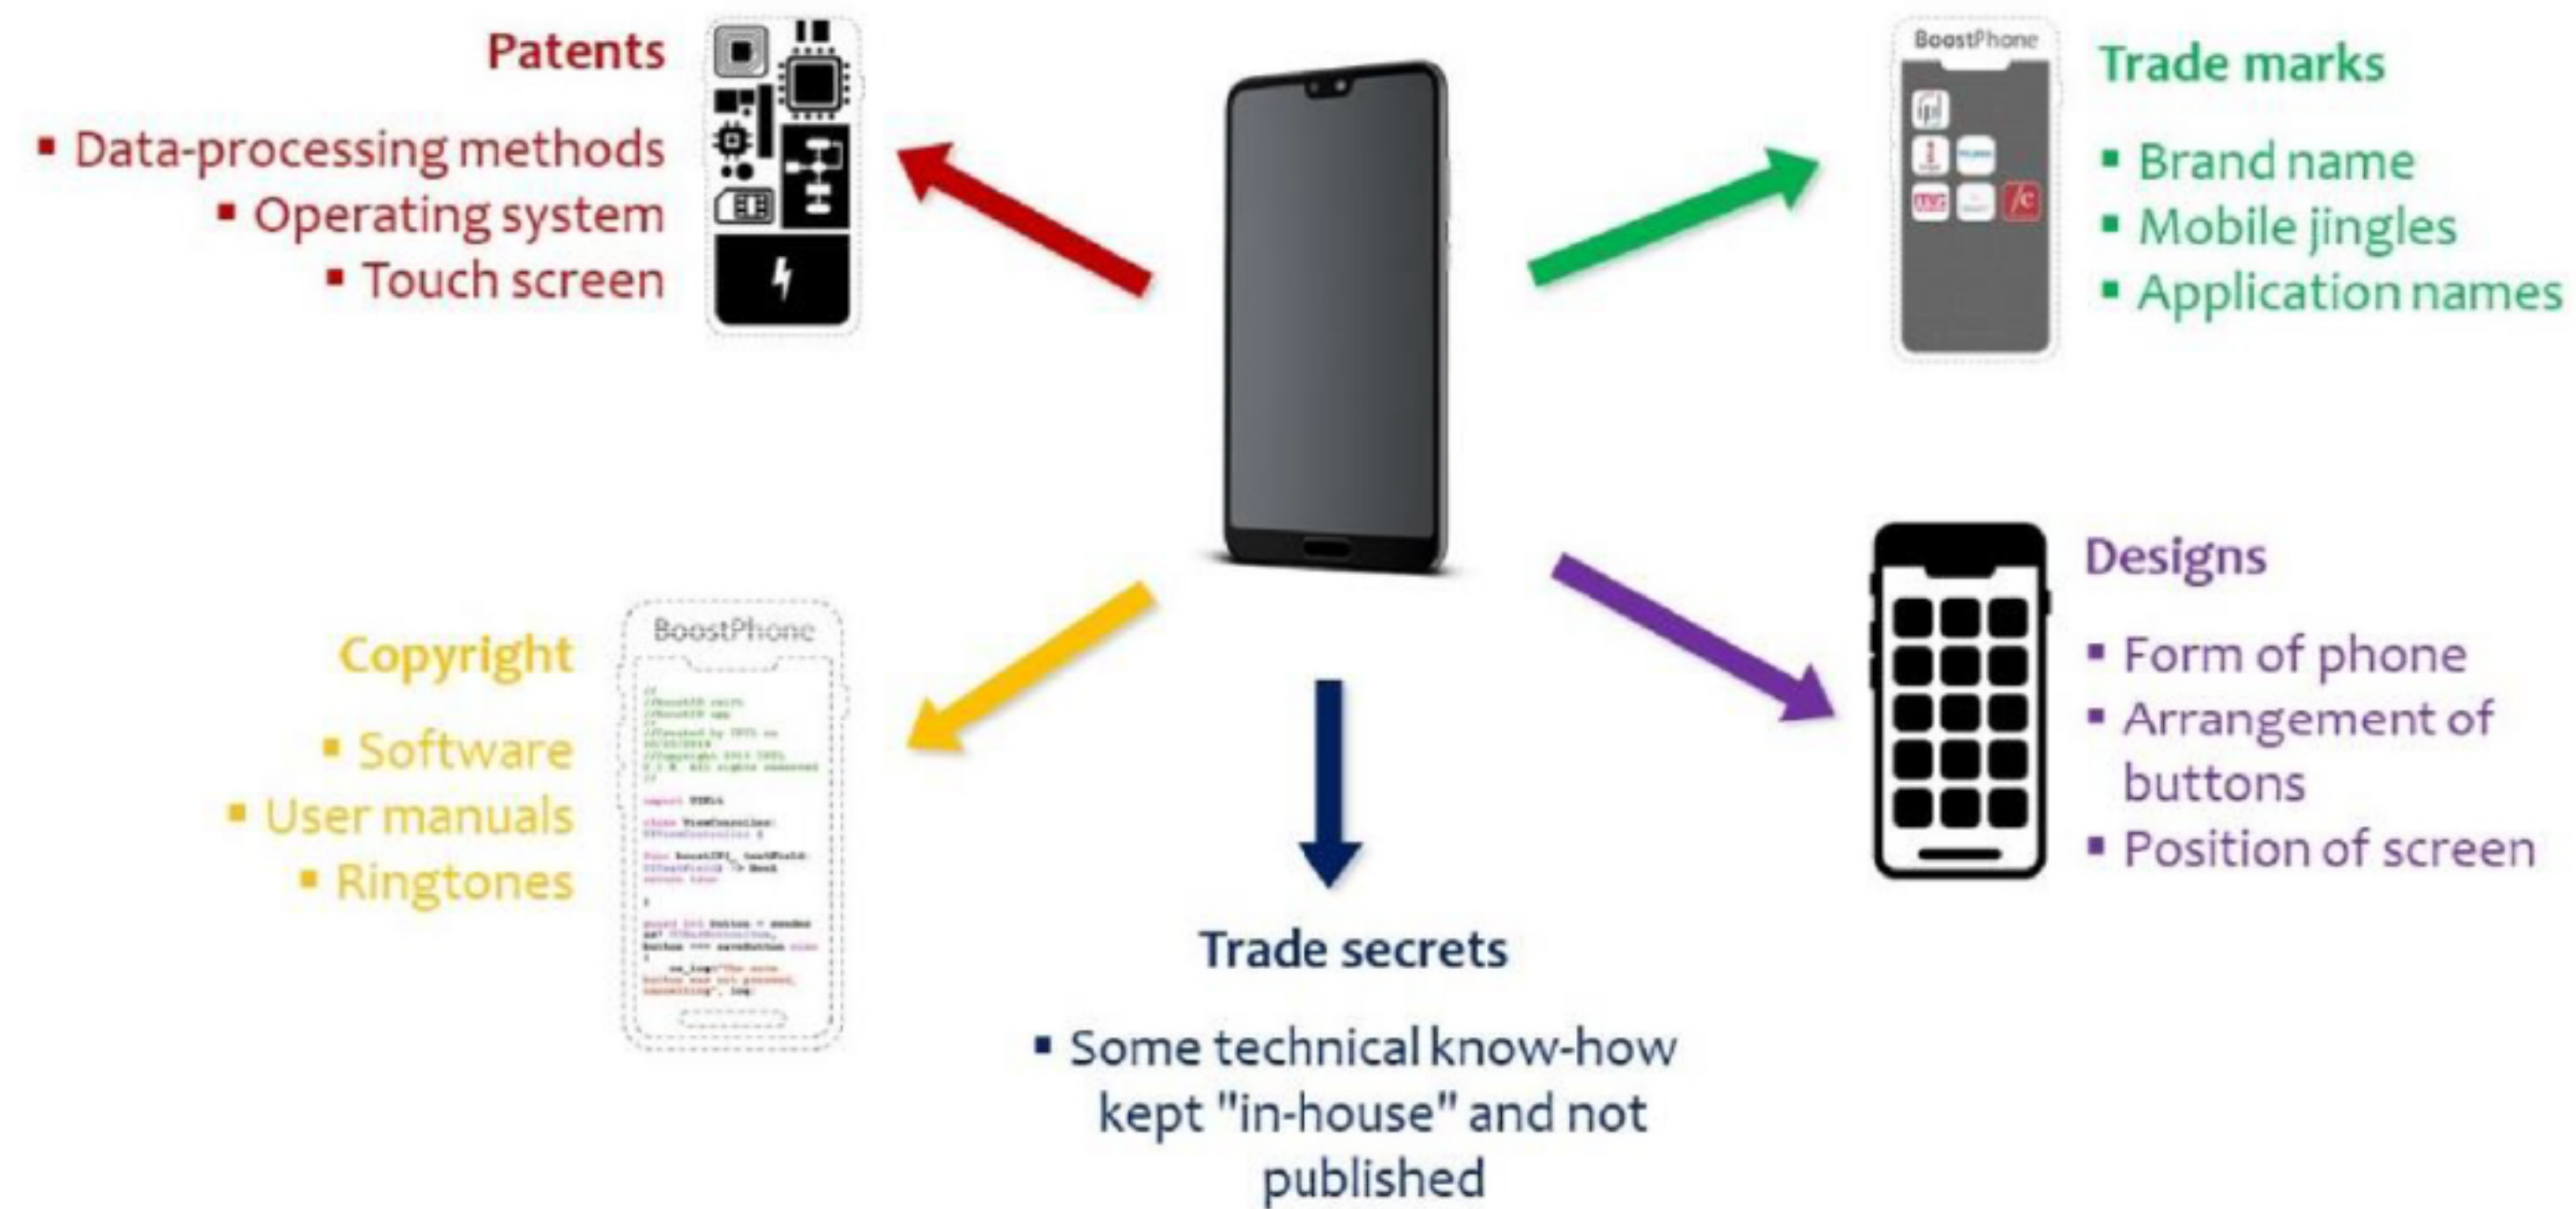 Patents
▪ Data-processing methods
▪ Operating system
▪ Touch screen
BoostPhone
Trade marks
▪ Brand name
▪ Mobile jingles
▪ Application names
Copyright
▪ Software
▪ User manuals
▪ Ringtones
BoostPhone
Designs
▪ Form of phone
▪ Arrangement of
buttons
▪ Position of screen
Trade secrets
▪ Some technical know-how
kept "in-house" and not
published